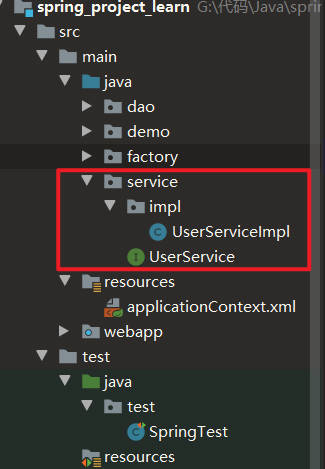 spring_project_learn G:\代码\Java\sprin
src
main
java
dao
demo
factory
service
impl
UserServiceImpl
UserService
resources
applicationContext.xml
webapp
test
java
test
SpringTest
resources